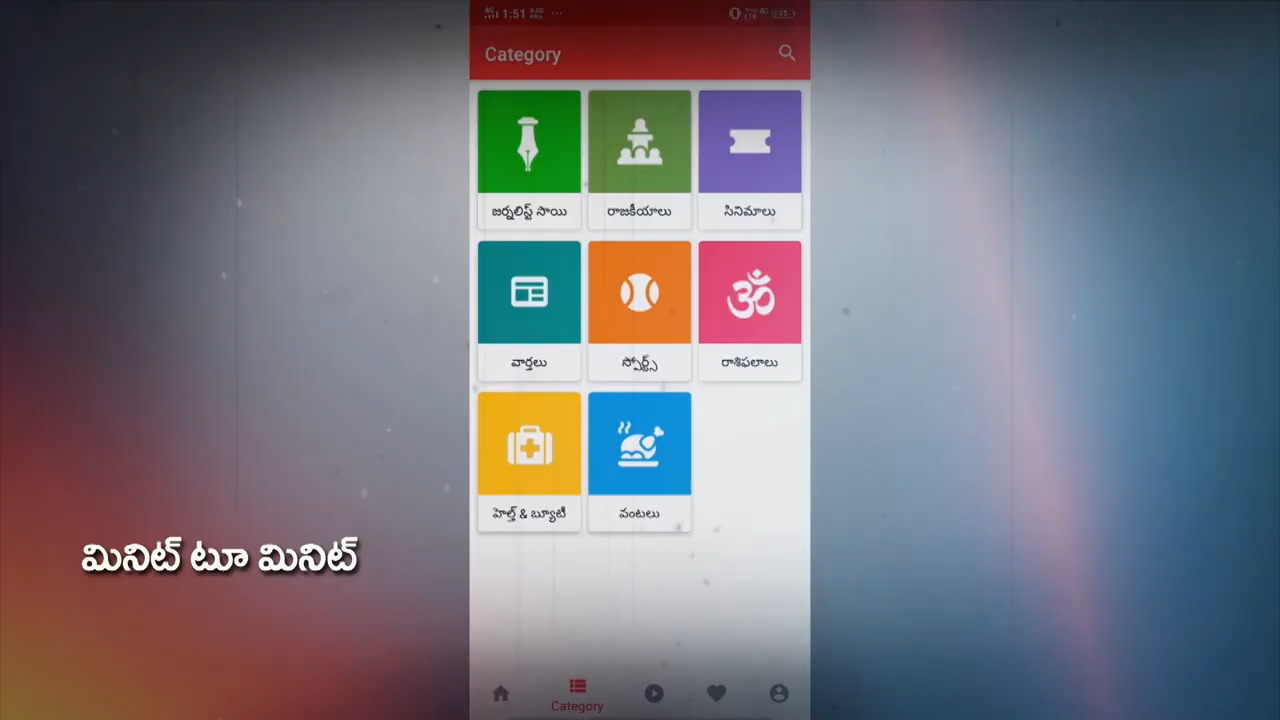 1:51
Category
జర్నలిస్ట్ సాయి
రాజకీయాలు
సినిమాలు
వార్తలు
స్పోర్ట్స్
రాశిఫలాలు
హెల్త్ & బ్యూటీ
వంటలు
మినిట్ టూ మినిట్
Category